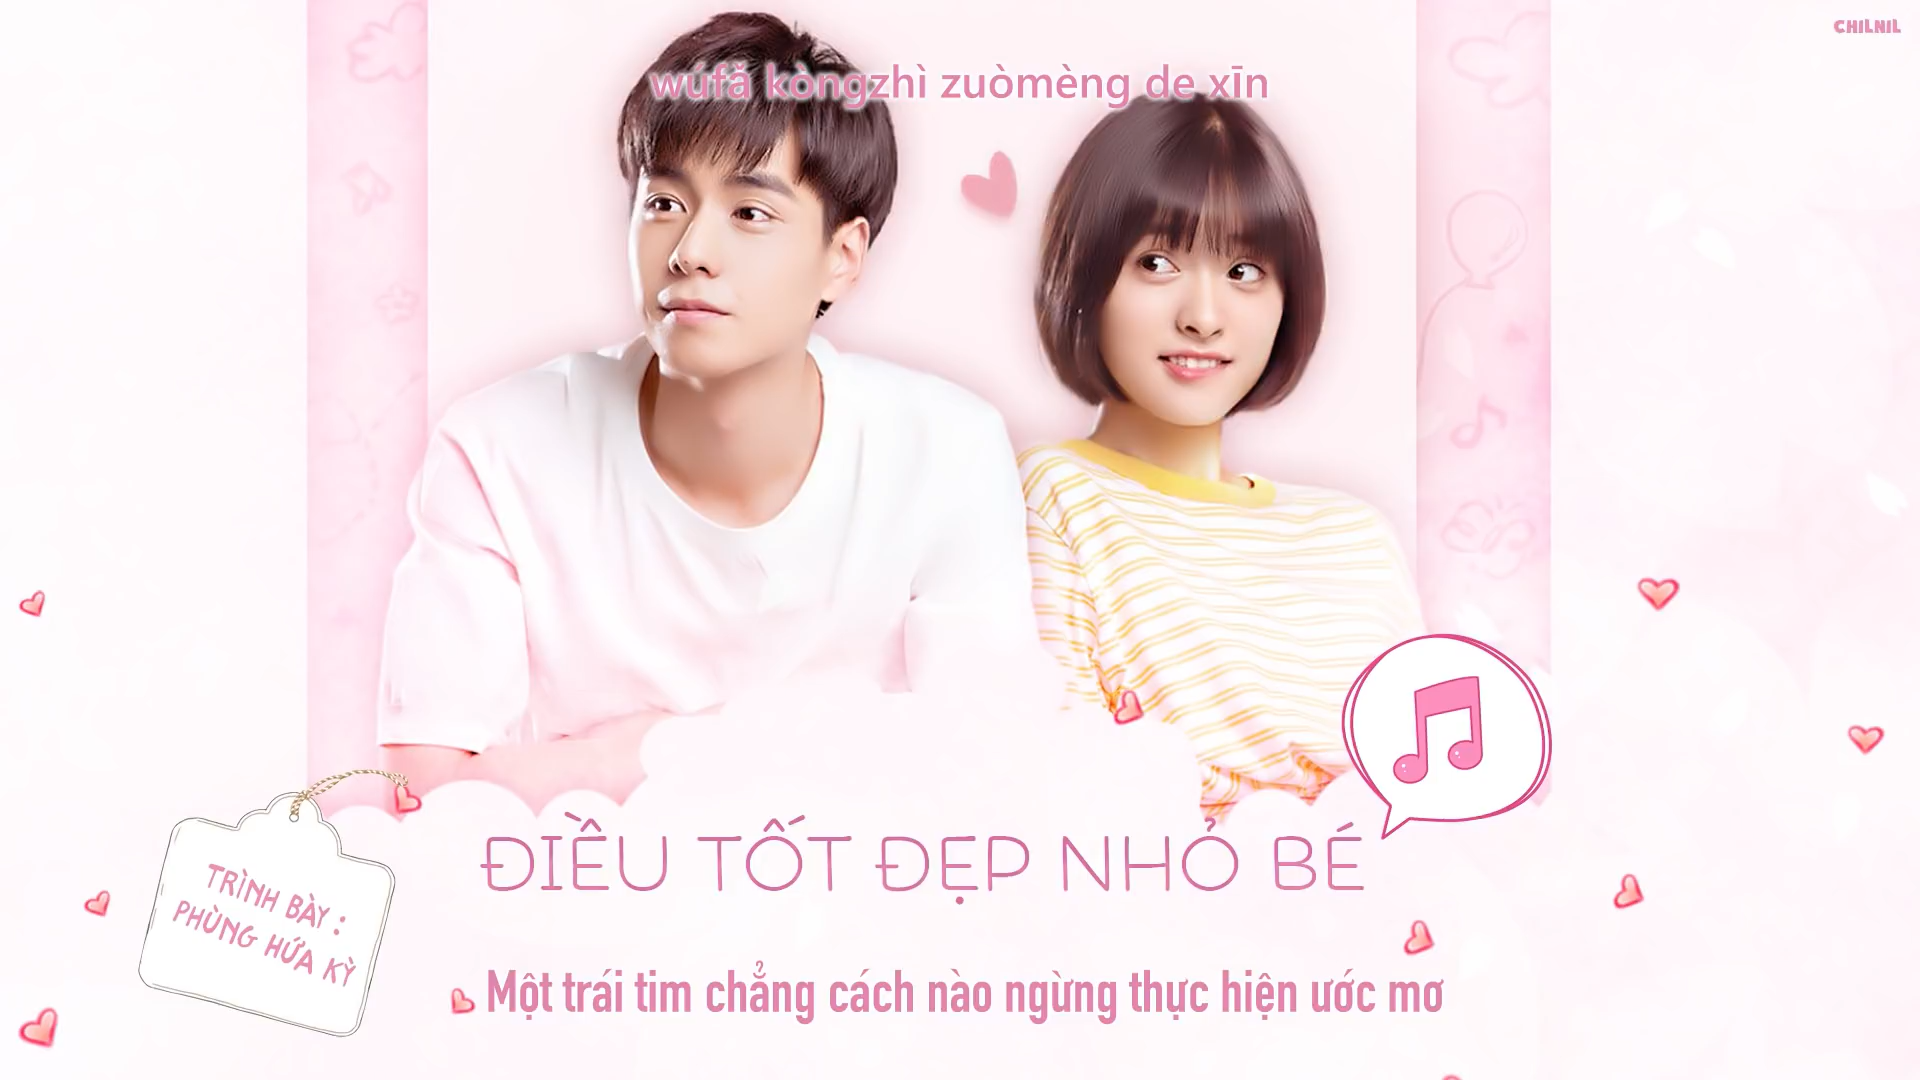 CHILNIL
wúfǎ kòngzhì zuòmèng de xīn
ĐIỀU TỐT ĐẸP NHỎ BÉ
TRÌNH BÀY :
PHÙNG HỨA KỲ
Một trái tim chẳng cách nào ngừng thực hiện ước mơ